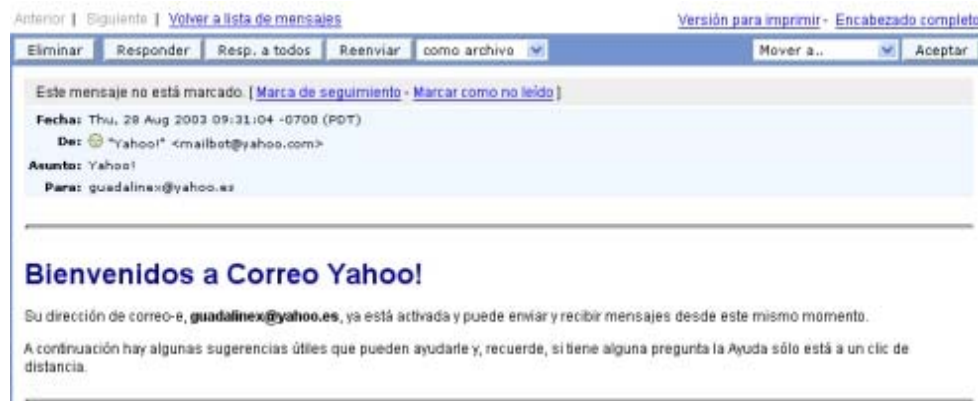 Anterior | Siguiente | Volver a lista de mensajes
Versión para imprimir - Encabezado completo
Eliminar Responder Resp. a todos Reenviar como archivo Mover a.. Aceptar
Este mensaje no está marcado. [ Marca de seguimiento - Marcar como no leído ]
Fecha: Thu, 28 Aug 2003 09:31:04 -0700 (PDT)
De: "Yahoo!" <mailbot@yahoo.com>
Asunto: Yahoo!
Para: guadalinex@yahoo.es
Bienvenidos a Correo Yahoo!
Su dirección de correo-e, guadalinex@yahoo.es, ya está activada y puede enviar y recibir mensajes desde este mismo momento.
A continuación hay algunas sugerencias útiles que pueden ayudarle y, recuerde, si tiene alguna pregunta la Ayuda sólo está a un clic de
distancia.